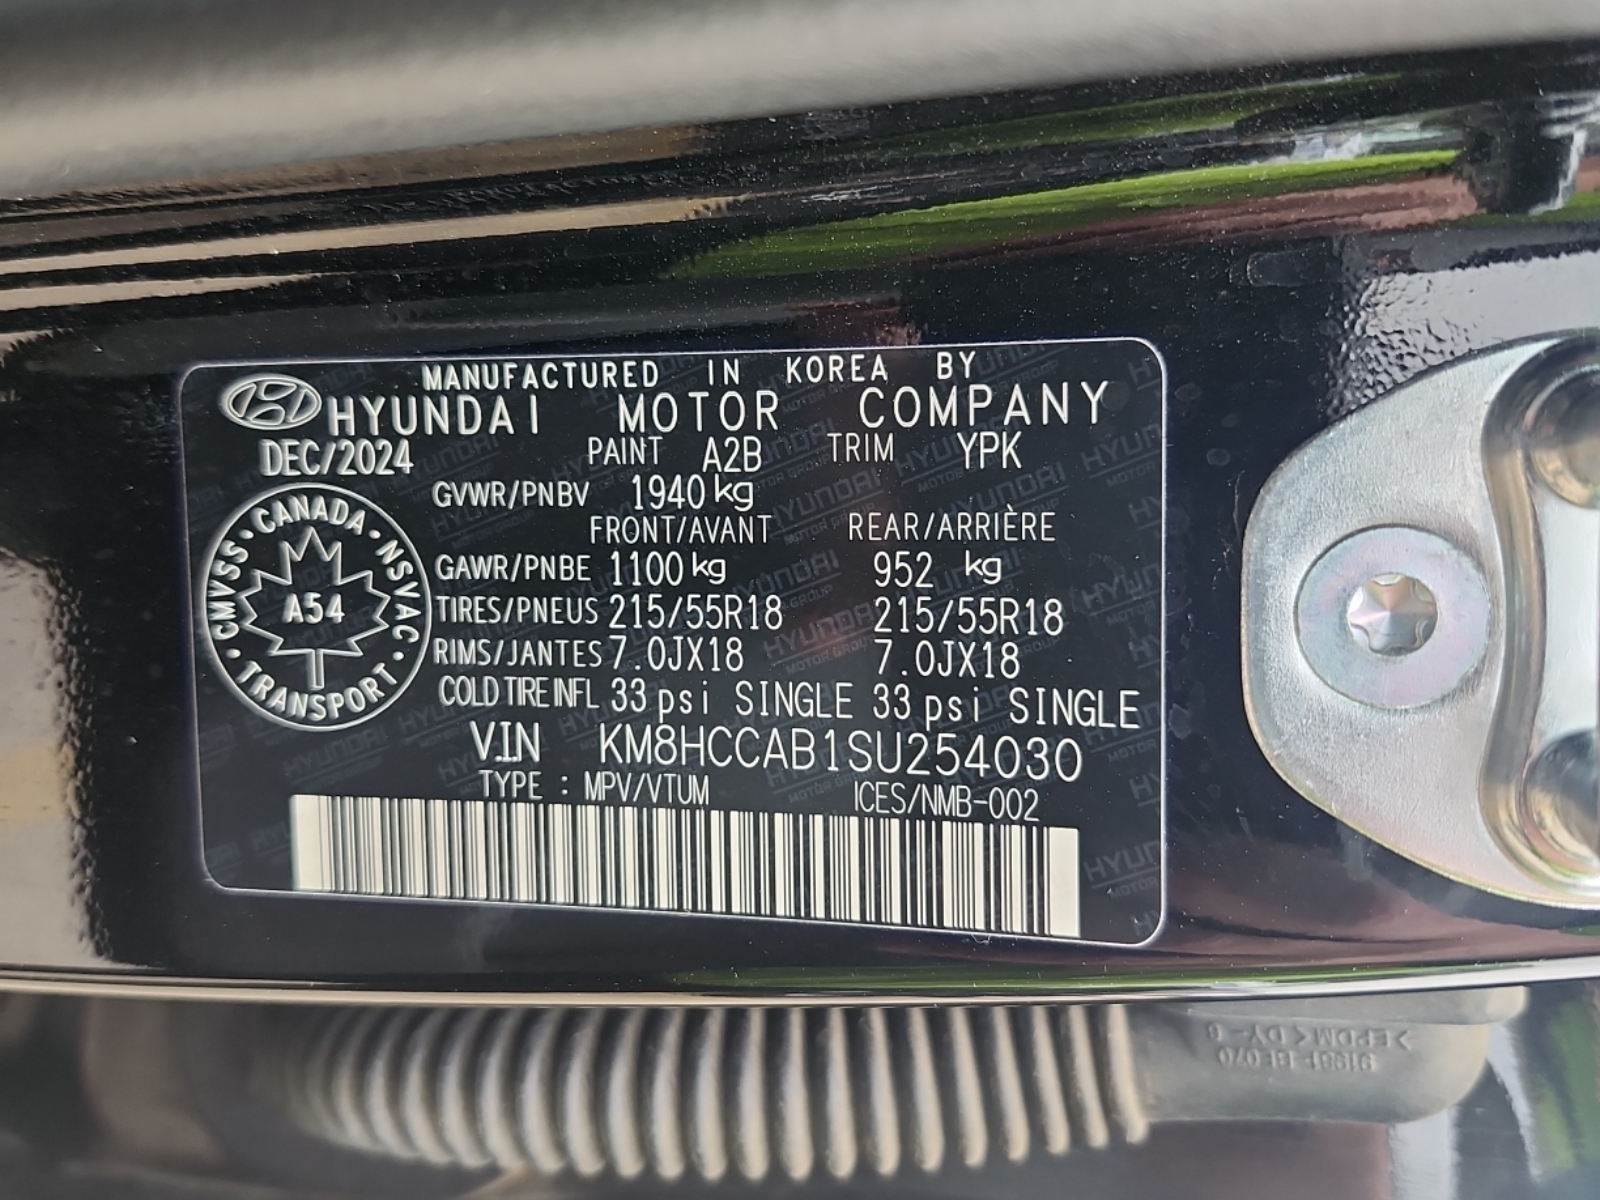 MANUFACTURED IN KOREA BY
HYUNDAI MOTOR COMPANY
DEC/2024 PAINT A2B TRIM YPK
GVWR/PNBV 1940 kg
FRONT/AVANT REAR/ARRIÈRE
GAWR/PNBE 1100 kg 952 kg
TIRES/PNEUS 215/55R18 215/55R18
RIMS/JANTES 7.0JX18 7.0JX18
COLD TIRE INFL 33 psi SINGLE 33 psi SINGLE
V.I.N KM8HCCAB1SU254030
TYPE : MPV/VTUM ICES/NMB-002
CMVSS • CANADA • NSVAC • TRANSPORT •
A54
>EPDM<DY-6